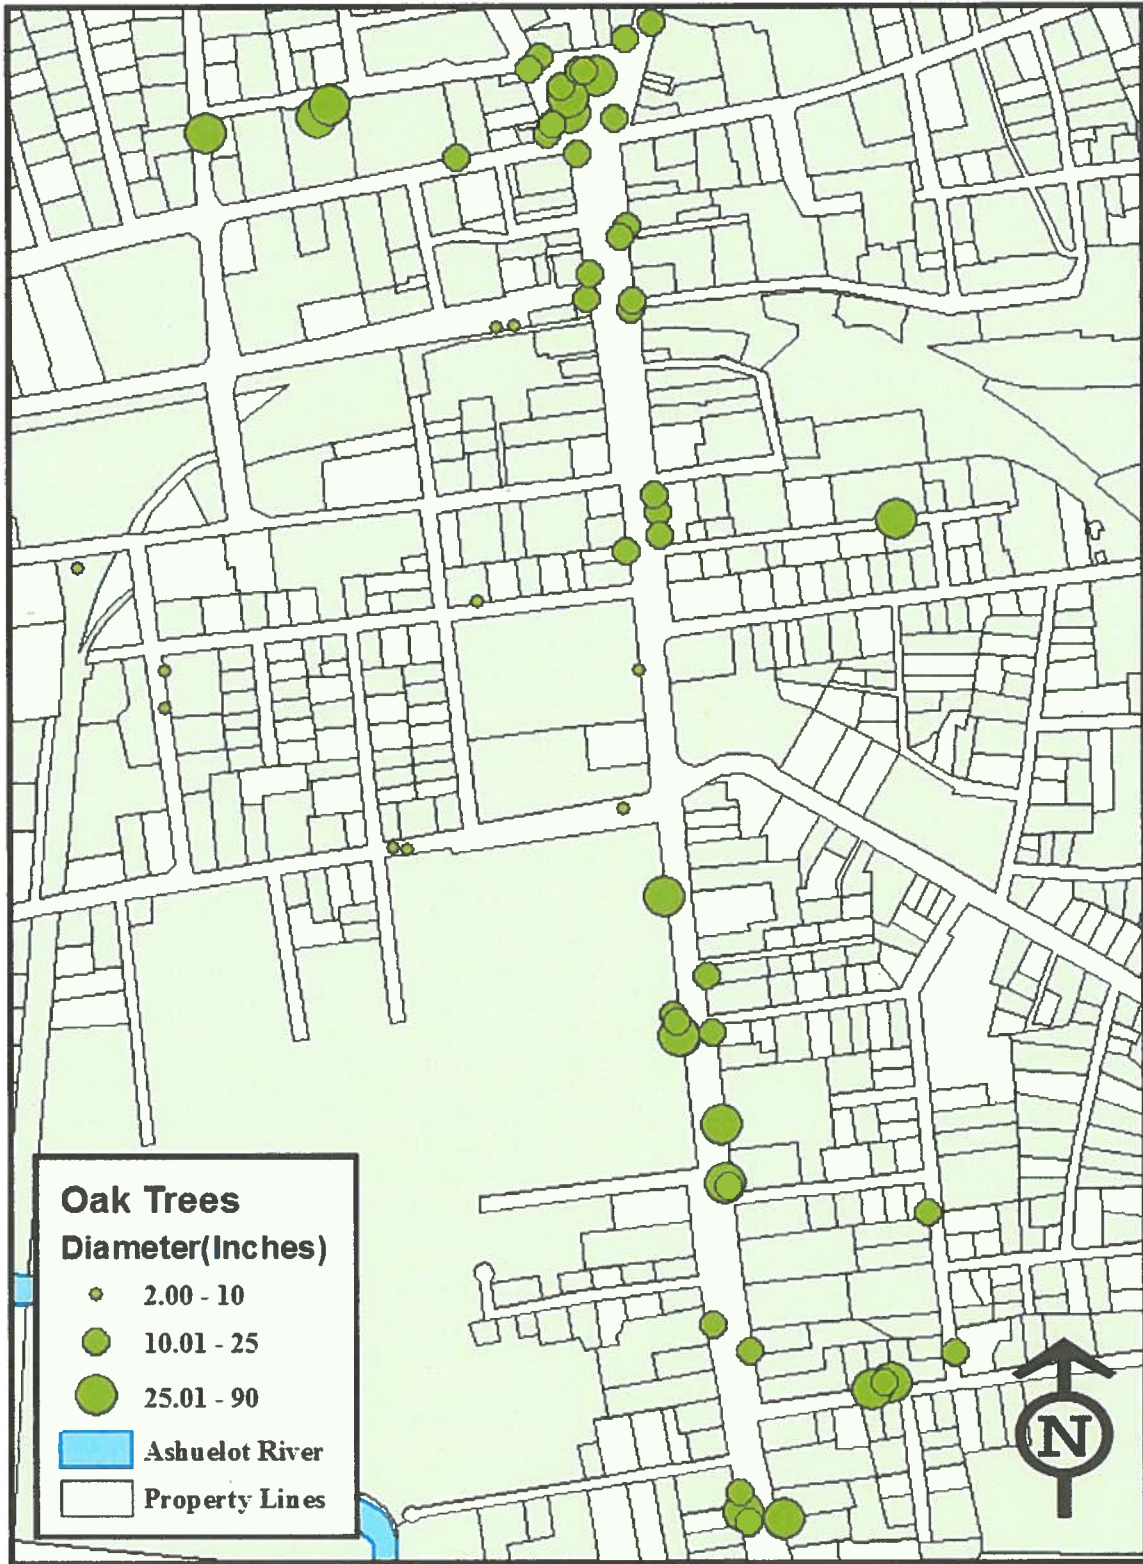 Oak Trees
Diameter(Inches)
2.00 - 10
10.01 - 25
25.01 - 90
Ashuelot River
Property Lines
N